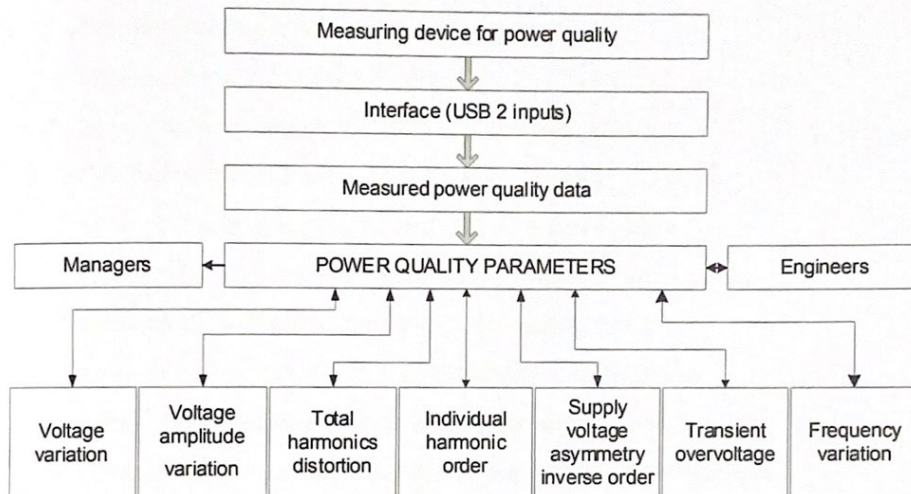 Measuring device for power quality
Interface (USB 2 inputs)
Measured power quality data
Managers
POWER QUALITY PARAMETERS
Engineers
Voltage
variation
Voltage
amplitude
variation
Total
harmonics
distortion
Individual
harmonic
order
Supply
voltage
asymmetry
inverse order
Transient
overvoltage
Frequency
variation